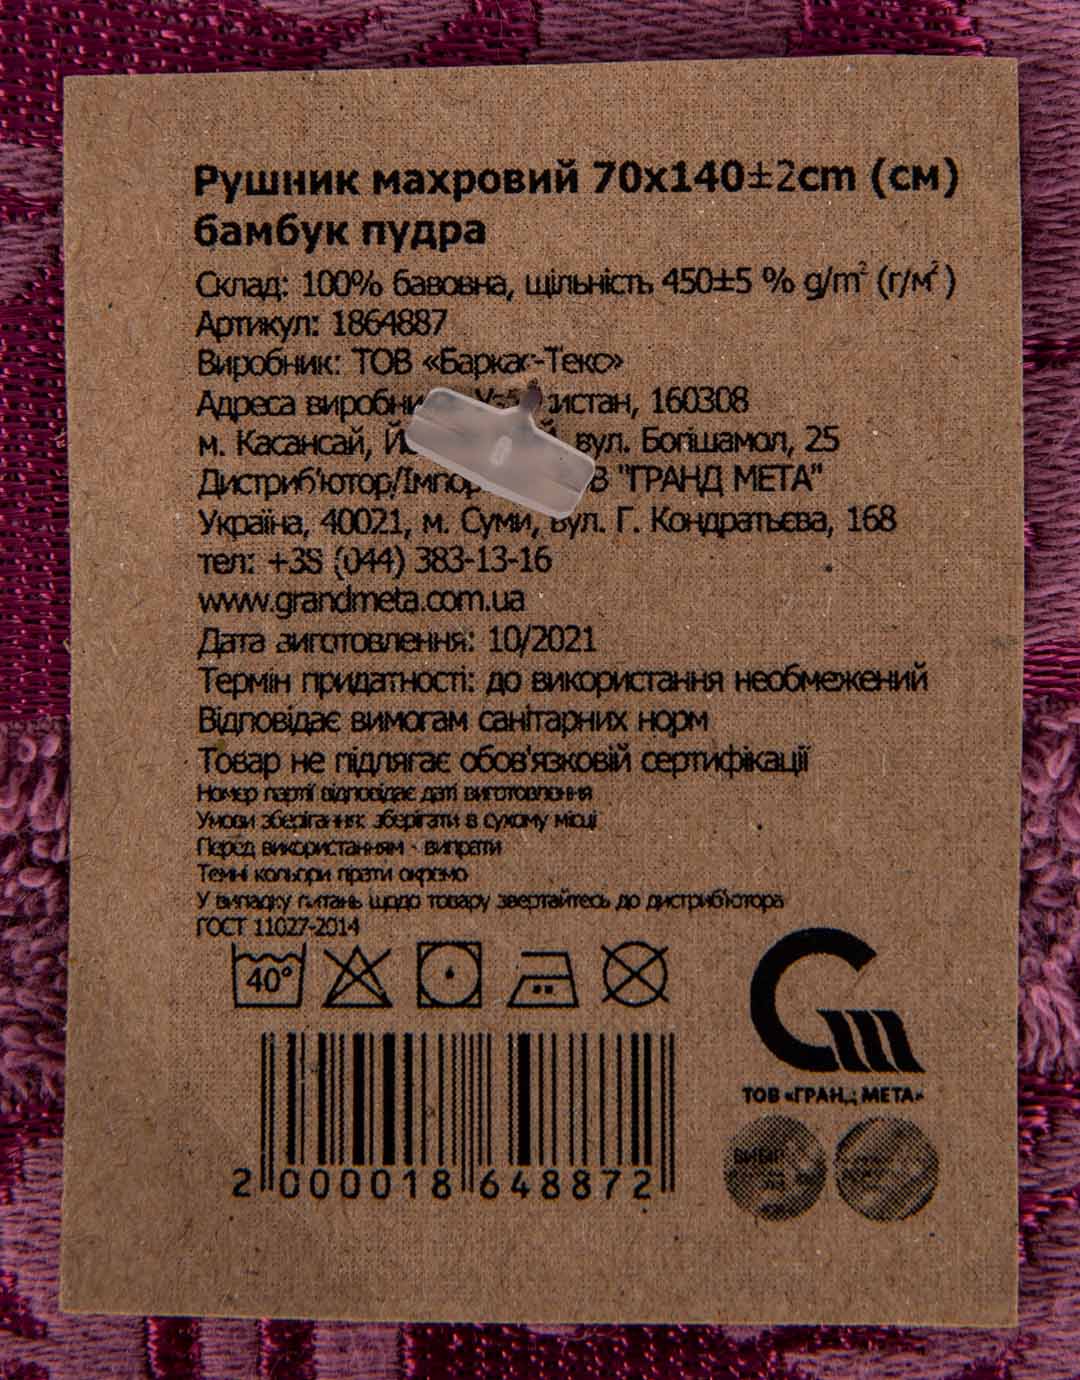 Рушник махровий 70x140±2cm (см)
бамбук пудра
Склад: 100% бавовна, щільність 450±5 % g/m² (г/м²)
Артикул: 1864887
Виробник: ТОВ «Баркас-Текс»
Адреса 160308
м. Касансай, вул. Богішамол, 25
"ГРАНД МЕТА"
Україна, 40021, м. Суми, вул. Г. Кондратьєва, 168
тел: +38 (044) 383-13-16
www.grandmeta.com.ua
Дата виготовлення: 10/2021
Термін придатності: до використання необмежений
Відповідає вимогам санітарних норм
Товар не підлягає обов'язковій сертифікації
Номер партії відповідає даті виготовлення
Умови зберігання: зберігати в сухому місці
Перед використанням - випрати
Темні кольори прати окремо
У випадку питань щодо товару звертайтесь до дистриб'ютора
ГОСТ 11027-2014
40°
ТОВ «ГРАНД МЕТА»
2 000018 648872